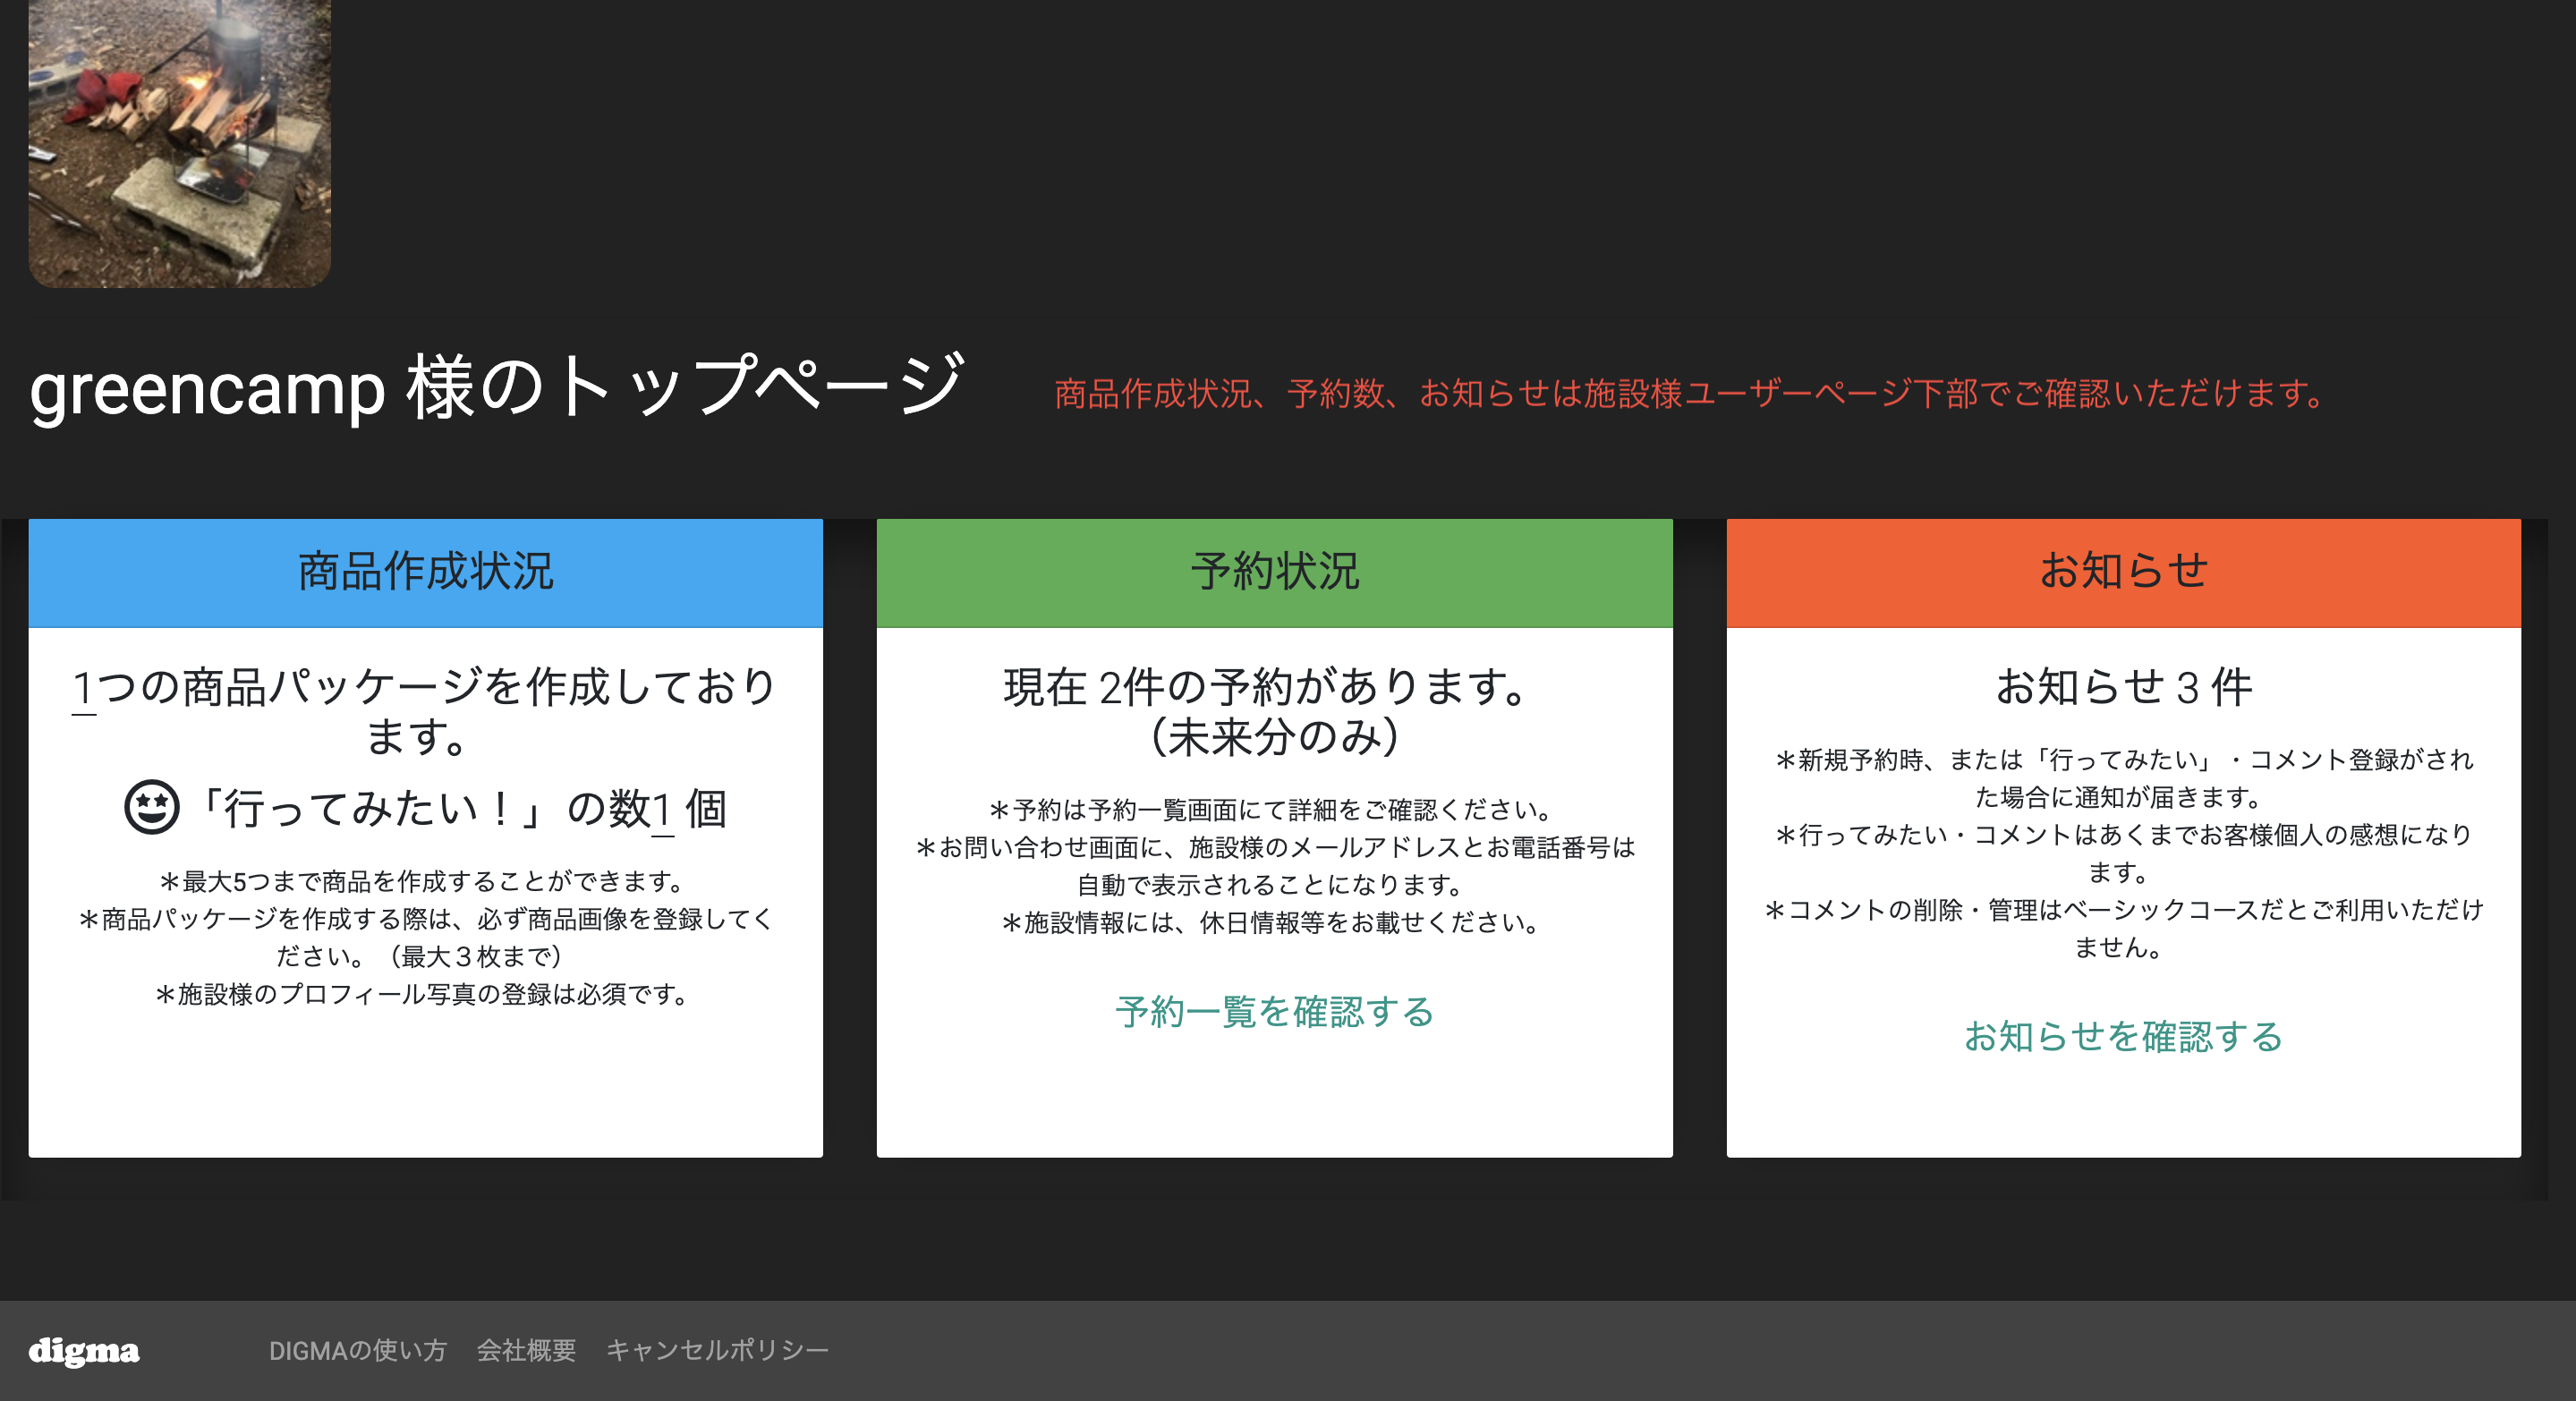 greencamp 様のトップページ
商品作成状況、予約数、お知らせは施設様ユーザーページ下部でご確認いただけます。
商品作成状況
1つの商品パッケージを作成しており
ます。
「行ってみたい！」の数1 個
＊最大5つまで商品を作成することができます。
＊商品パッケージを作成する際は、必ず商品画像を登録してく
ださい。（最大３枚まで）
＊施設様のプロフィール写真の登録は必須です。
予約状況
現在 2件の予約があります。
（未来分のみ）
＊予約は予約一覧画面にて詳細をご確認ください。
＊お問い合わせ画面に、施設様のメールアドレスとお電話番号は
自動で表示されることになります。
＊施設情報には、休日情報等をお載せください。
予約一覧を確認する
お知らせ
お知らせ 3 件
＊新規予約時、または「行ってみたい」・コメント登録がされ
た場合に通知が届きます。
＊行ってみたい・コメントはあくまでお客様個人の感想になり
ます。
＊コメントの削除・管理はベーシックコースだとご利用いただけ
ません。
お知らせを確認する
digma
DIGMAの使い方 会社概要 キャンセルポリシー